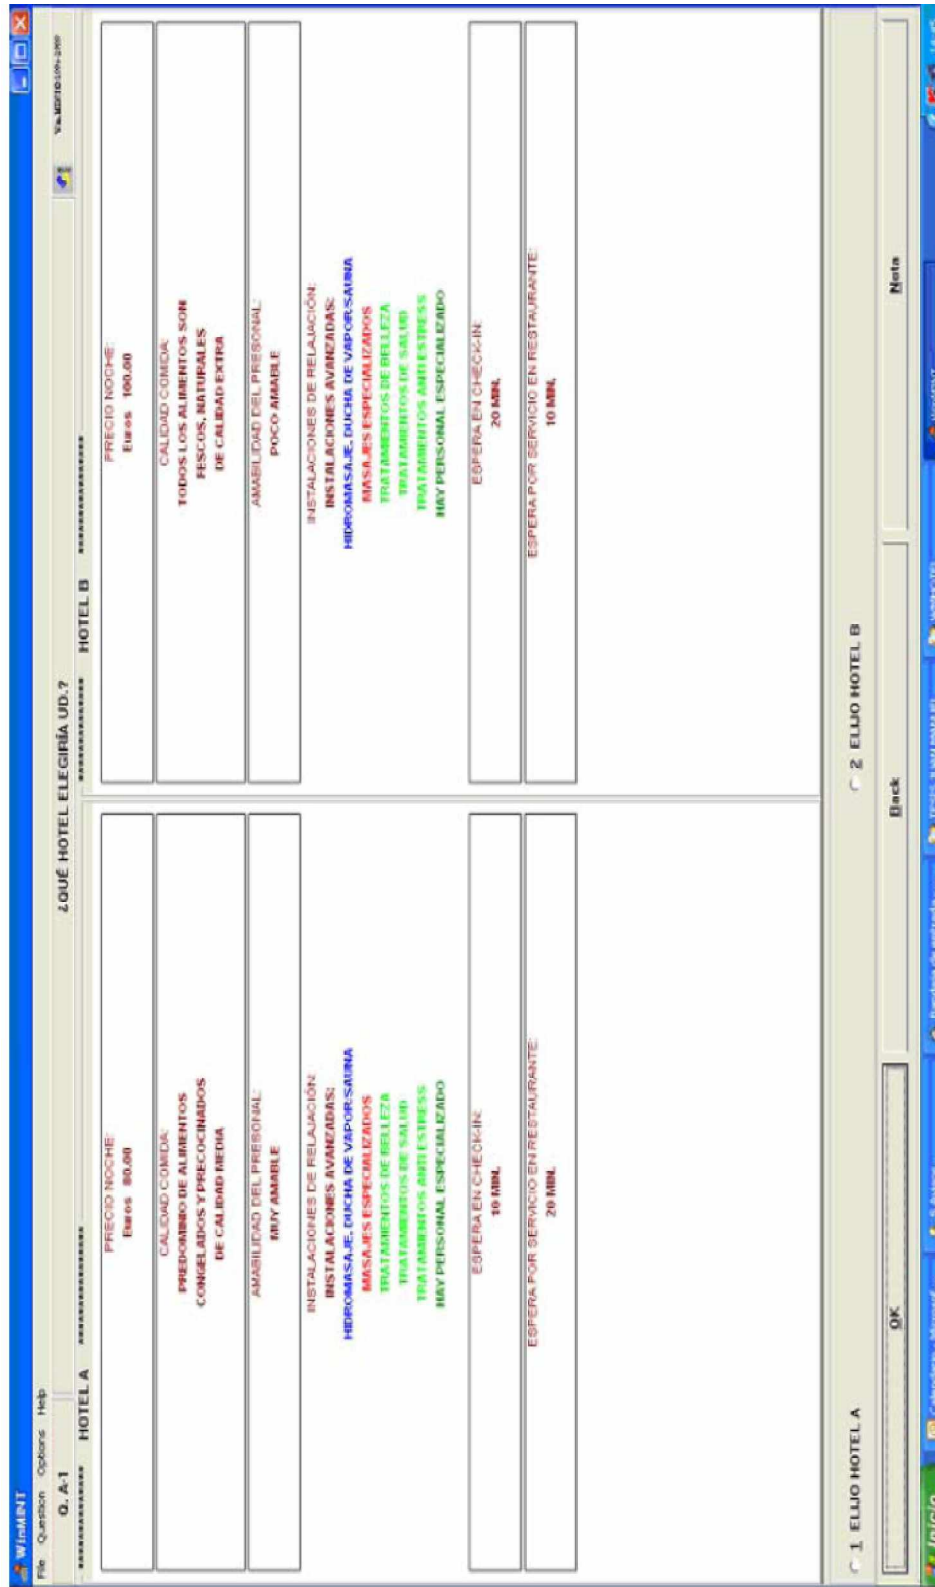 WinMINT
File Question Options Help
Q. A-1
¿QUÉ HOTEL ELEGIRÍA UD.?
************ HOTEL A ************
************ HOTEL B ************
PRECIO NOCHE:
Euros 80.00
CALIDAD COMIDA:
PREDOMINIO DE ALIMENTOS
CONGELADOS Y PRECOCINADOS
DE CALIDAD MEDIA
AMABILIDAD DEL PRESONAL:
MUY AMABLE
INSTALACIONES DE RELAJACIÓN:
INSTALACIONES AVANZADAS:
HIDROMASAJE, DUCHA DE VAPOR/SAUNA
MASAJES ESPECIALIZADOS
TRATAMIENTOS DE BELLEZA
TRATAMIENTOS DE SALUD
TRATAMIENTOS ANTI ESTRESS
HAY PERSONAL ESPECIALIZADO
ESPERA EN CHECK-IN:
10 MIN.
ESPERA POR SERVICIO EN RESTAURANTE:
20 MIN.
PRECIO NOCHE:
Euros 100.00
CALIDAD COMIDA:
TODOS LOS ALIMENTOS SON
FESCOS, NATURALES
DE CALIDAD EXTRA
AMABILIDAD DEL PRESONAL:
POCO AMABLE
INSTALACIONES DE RELAJACIÓN:
INSTALACIONES AVANZADAS:
HIDROMASAJE, DUCHA DE VAPOR/SAUNA
MASAJES ESPECIALIZADOS
TRATAMIENTOS DE BELLEZA
TRATAMIENTOS DE SALUD
TRATAMIENTOS ANTI ESTRESS
HAY PERSONAL ESPECIALIZADO
ESPERA EN CHECK-IN:
20 MIN.
ESPERA POR SERVICIO EN RESTAURANTE:
10 MIN.
1 ELIJO HOTEL A
2 ELIJO HOTEL B
OK
Back
Nota
Inicio
Bandeja de entrada